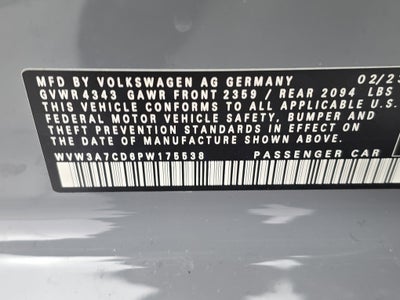 MFD BY VOLKSWAGEN AG GERMANY 02/23
GVWR 4343 GAWR FRONT 2359 / REAR 2094 LBS
THIS VEHICLE CONFORMS TO ALL APPLICABLE U.S.
FEDERAL MOTOR VEHICLE SAFETY, BUMPER AND
THEFT PREVENTION STANDARDS IN EFFECT ON THE
DATE OF MANUFACTURE SHOWN ABOVE.
WVW3A7CD6PW175538 PASSENGER CAR